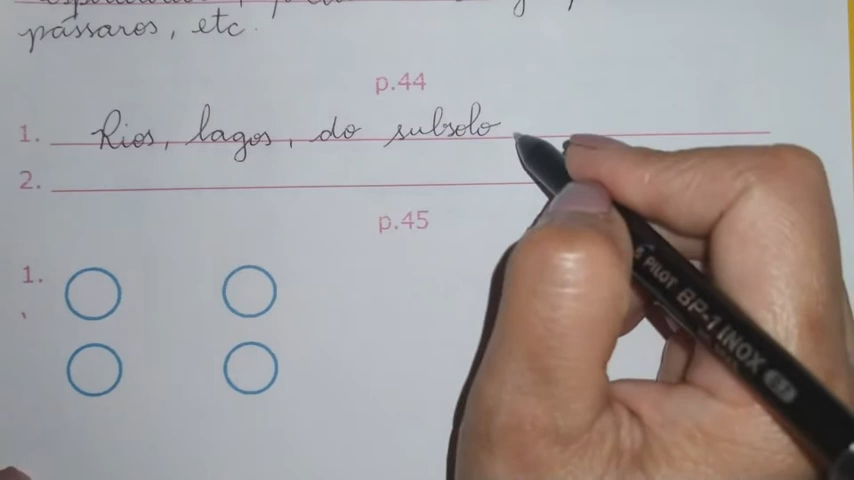 pássaros, etc.
p.44
1. Rios, lagos, do subsolo
2.
p.45
1.
PILOT BP-1 INOX